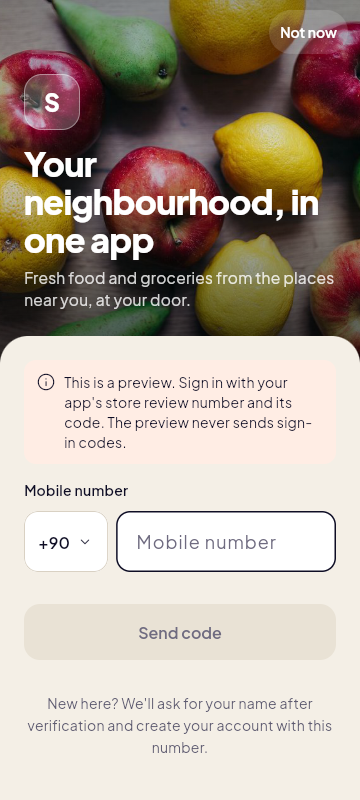 Not now
S
Your
neighbourhood, in
one app
Fresh food and groceries from the places
near you, at your door.
This is a preview. Sign in with your
app's store review number and its
code. The preview never sends sign-
in codes.
Mobile number
+90
Mobile number
Send code
New here? We'll ask for your name after
verification and create your account with this
number.